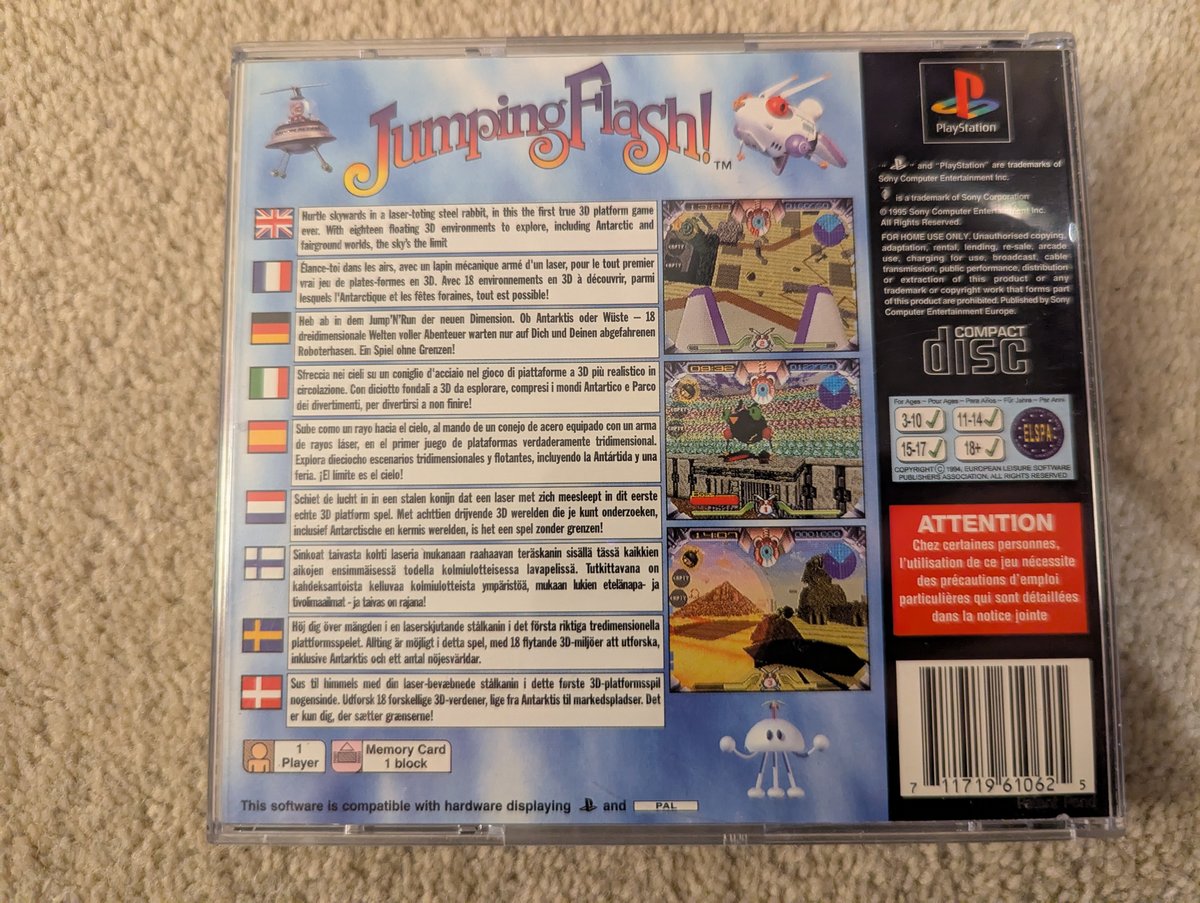 Jumping Flash! ™
Hurtle skywards in a laser-toting steel rabbit, in this the first true 3D platform game
ever. With eighteen floating 3D environments to explore, including Antarctic and
fairground worlds, the sky's the limit
Élance-toi dans les airs, avec un lapin mécanique armé d'un laser, pour le tout premier
vrai jeu de plates-formes en 3D. Avec 18 environnements en 3D à découvrir, parmi
lesquels l'Antarctique et les fêtes foraines, tout est possible!
Heb ab in dem Jump'N'Run der neuen Dimension. Ob Antarktis oder Wüste – 18
dreidimensionale Welten voller Abenteuer warten nur auf Dich und Deinen abgefahrenen
Roboterhasen. Ein Spiel ohne Grenzen!
Sfreccia nei cieli su un coniglio d'acciaio nel gioco di piattaforme a 3D più realistico in
circolazione. Con diciotto fondali a 3D da esplorare, compresi i mondi Antartico e Parco
dei divertimenti, per divertirsi a non finire!
Sube como un rayo hacia el cielo, al mando de un conejo de acero equipado con un arma
de rayos láser, en el primer juego de plataformas verdaderamente tridimensional.
Explora dieciocho escenarios tridimensionales y flotantes, incluyendo la Antártida y una
feria. ¡El límite es el cielo!
Schiet de lucht in in een stalen konijn dat een laser met zich meesleept in dit eerste
echte 3D platform spel. Met achttien drijvende 3D werelden die je kunt onderzoeken,
inclusief Antarctische en kermis werelden, is het een spel zonder grenzen!
Sinkoat taivasta kohti laseria mukanaan raahaavan teräskanin sisällä tässä kaikkien
aikojen ensimmäisessä todella kolmiulotteisessa lavapelissä. Tutkittavana on
kahdeksantoista kelluvaa kolmiulotteista ympäristöä, mukaan lukien etelänapa- ja
tivolimaailmat - ja taivas on rajana!
Höj dig över mängden i en laserskjutande stålkanin i det första riktiga tredimensionella
plattformsspelet. Allting är möjligt i detta spel, med 18 flytande 3D-miljöer att utforska,
inklusive Antarktis och ett antal nöjesvärldar.
Sus til himmels med din laser-bevæbnede stålkanin i dette første 3D-platformsspil
nogensinde. Udforsk 18 forskellige 3D-verdener, lige fra Antarktis til markedspladser. Det
er kun dig, der sætter grænserne!
1
Player
Memory Card
1 block
This software is compatible with hardware displaying and PAL
PlayStation
" " and "PlayStation" are trademarks of
Sony Computer Entertainment Inc.
is a trademark of Sony Corporation
© 1995 Sony Computer Entertainment Inc.
All Rights Reserved.
FOR HOME USE ONLY. Unauthorised copying,
adaptation, rental, lending, re-sale, arcade
use, charging for use, broadcast, cable
transmission, public performance, distribution
or extraction of this product or any
trademark or copyright work that forms part
of this product are prohibited. Published by Sony
Computer Entertainment Europe.
COMPACT
disc
For Ages - Pour Ages - Para Años - Für Jahre - Per Anni
3-10 11-14
15-17 18+
ELSPA
COPYRIGHT © 1994, EUROPEAN LEISURE SOFTWARE
PUBLISHERS ASSOCIATION. ALL RIGHTS RESERVED.
ATTENTION
Chez certaines personnes,
l'utilisation de ce jeu nécessite
des précautions d'emploi
particulières qui sont détaillées
dans la notice jointe
7 11719 61062 5
Patent Pend